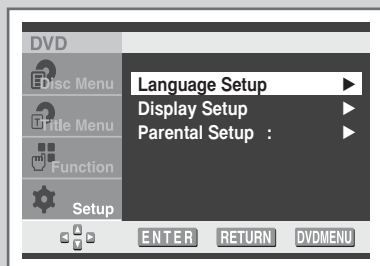 DVD
Disc Menu
Title Menu
Function
Setup
Language Setup
Display Setup
Parental Setup :
ENTER RETURN DVDMENU